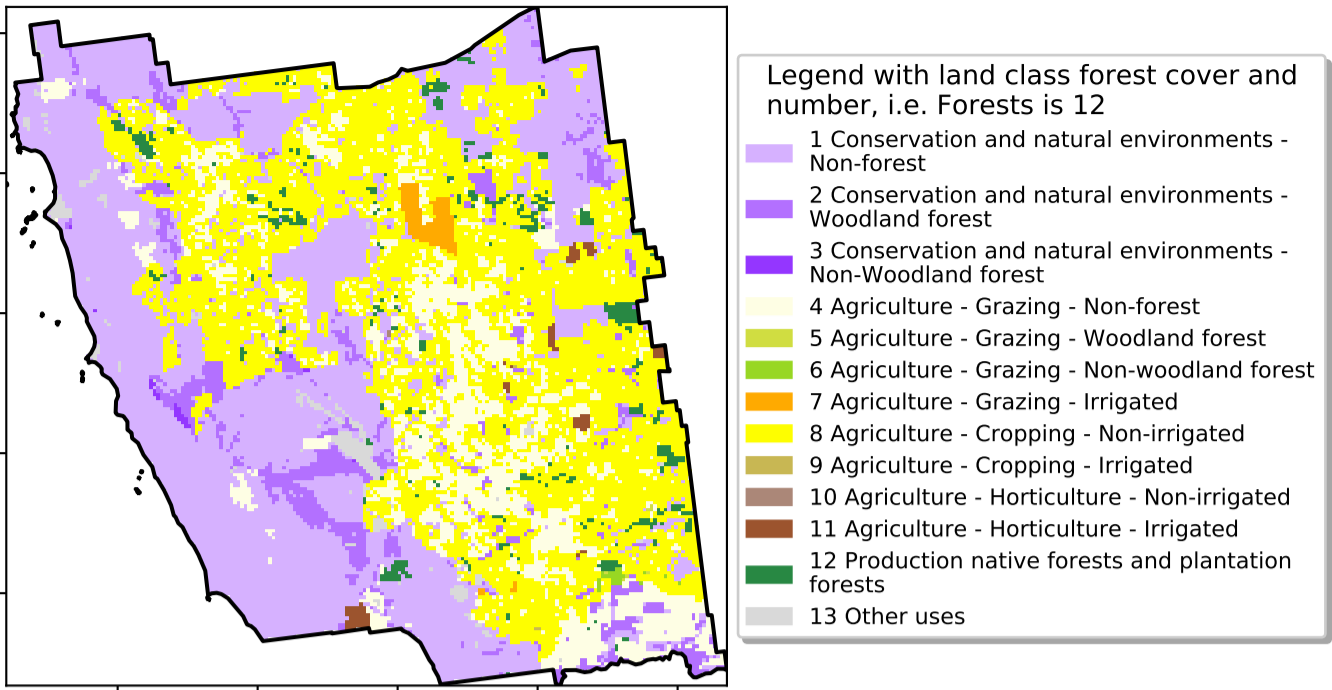 Legend with land class forest cover and
number, i.e. Forests is 12
1 Conservation and natural environments -
Non-forest
2 Conservation and natural environments -
Woodland forest
3 Conservation and natural environments -
Non-Woodland forest
4 Agriculture - Grazing - Non-forest
5 Agriculture - Grazing - Woodland forest
6 Agriculture - Grazing - Non-woodland forest
7 Agriculture - Grazing - Irrigated
8 Agriculture - Cropping - Non-irrigated
9 Agriculture - Cropping - Irrigated
10 Agriculture - Horticulture - Non-irrigated
11 Agriculture - Horticulture - Irrigated
12 Production native forests and plantation
forests
13 Other uses